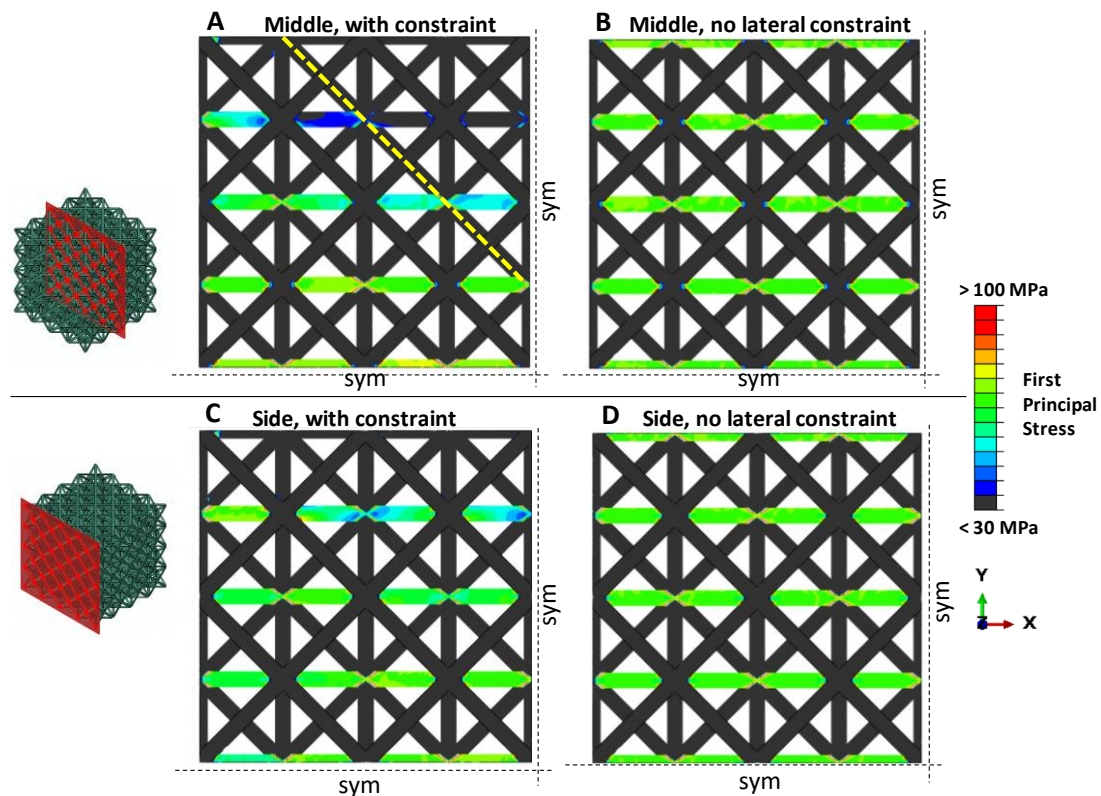 A
Middle, with constraint
B
Middle, no lateral constraint
sym
sym
sym
sym
> 100 MPa
First
Principal
Stress
< 30 MPa
C
Side, with constraint
D
Side, no lateral constraint
sym
sym
Y
Z
X
sym
sym